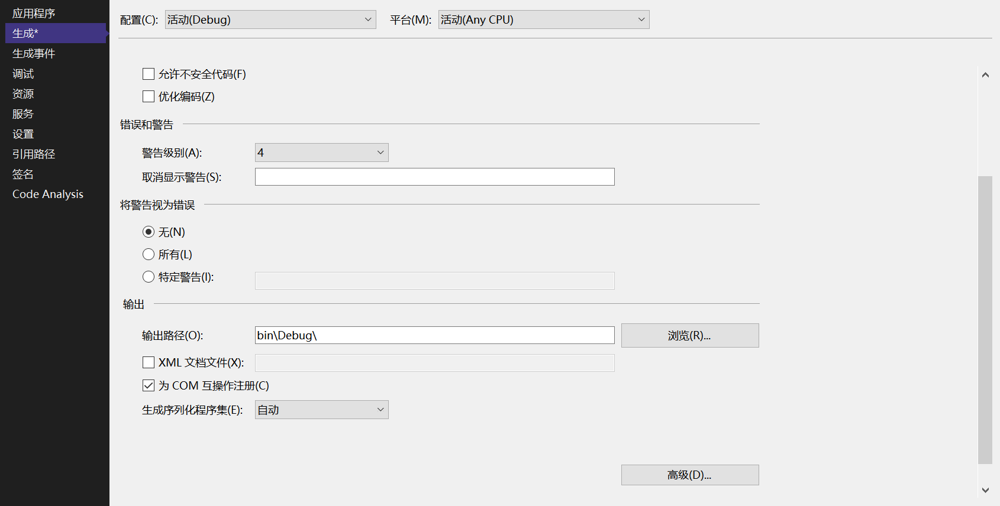 应用程序
生成*
生成事件
调试
资源
服务
设置
引用路径
签名
Code Analysis
配置(C): 活动(Debug) 平台(M): 活动(Any CPU)
允许不安全代码(F)
优化编码(Z)
错误和警告
警告级别(A): 4
取消显示警告(S):
将警告视为错误
无(N)
所有(L)
特定警告(I):
输出
输出路径(O): bin\Debug\ 浏览(R)...
XML 文档文件(X):
为 COM 互操作注册(C)
生成序列化程序集(E): 自动
高级(D)...